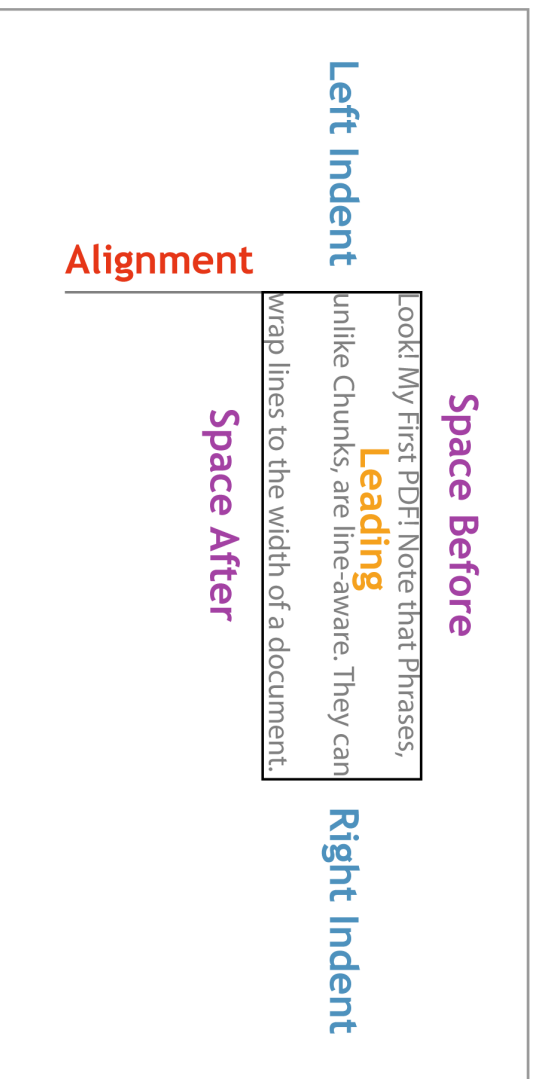 Alignment
Space Before
Left Indent
Look! My First PDF! Note that Phrases,
Leading
unlike Chunks, are line-aware. They can
wrap lines to the width of a document.
Right Indent
Space After